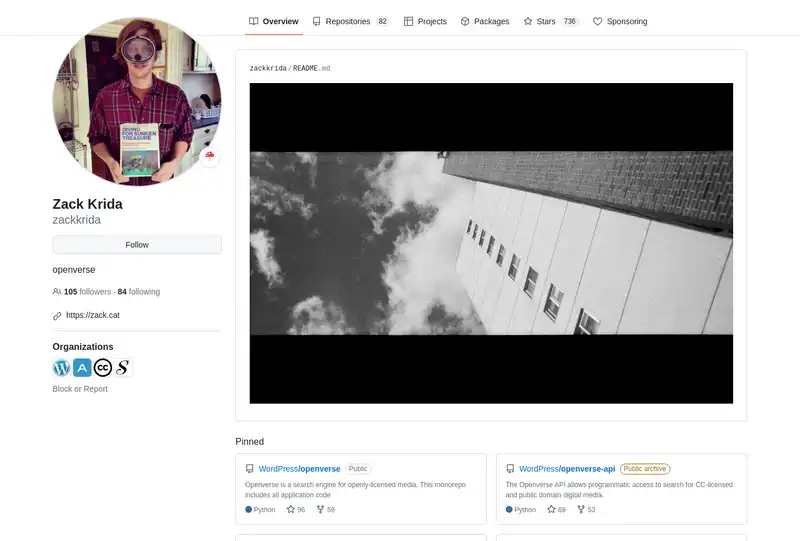 Overview
Repositories 82
Projects
Packages
Stars 736
Sponsoring
DIVING
FOR SUNKEN
TREASURE
Zack Krida
zackkrida
Follow
openverse
105 followers · 84 following
https://zack.cat
Organizations
Block or Report
zackkrida/README.md
Pinned
WordPress/openverse Public
Openverse is a search engine for openly-licensed media. This monorepo
includes all application code
Python 96 59
WordPress/openverse-api Public archive
The Openverse API allows programmatic access to search for CC-licensed
and public domain digital media.
Python 69 53